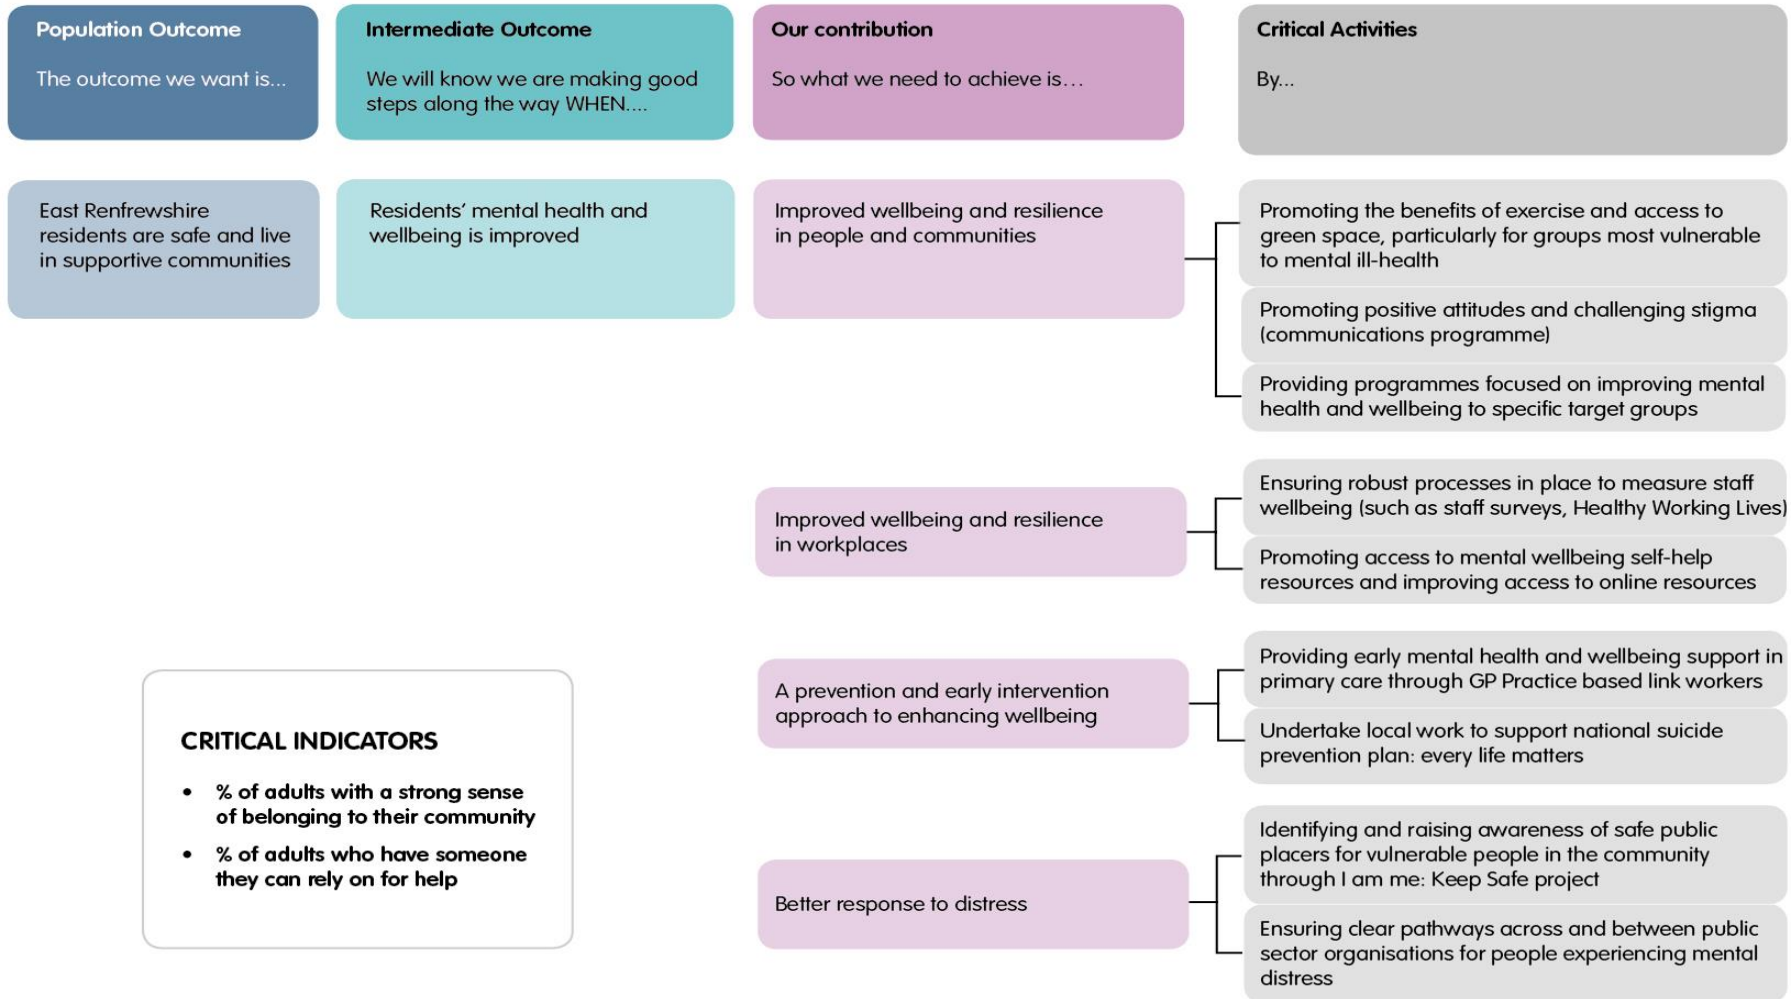 Population Outcome
The outcome we want is...
Intermediate Outcome
We will know we are making good
steps along the way WHEN....
Our contribution
So what we need to achieve is…
Critical Activities
By...
East Renfrewshire
residents are safe and live
in supportive communities
Residents’ mental health and
wellbeing is improved
Improved wellbeing and resilience
in people and communities
Promoting the benefits of exercise and access to
green space, particularly for groups most vulnerable
to mental ill-health
Promoting positive attitudes and challenging stigma
(communications programme)
Providing programmes focused on improving mental
health and wellbeing to specific target groups
Improved wellbeing and resilience
in workplaces
Ensuring robust processes in place to measure staff
wellbeing (such as staff surveys, Healthy Working Lives)
Promoting access to mental wellbeing self-help
resources and improving access to online resources
A prevention and early intervention
approach to enhancing wellbeing
Providing early mental health and wellbeing support in
primary care through GP Practice based link workers
Undertake local work to support national suicide
prevention plan: every life matters
Better response to distress
Identifying and raising awareness of safe public
placers for vulnerable people in the community
through I am me: Keep Safe project
Ensuring clear pathways across and between public
sector organisations for people experiencing mental
distress
CRITICAL INDICATORS
• % of adults with a strong sense
of belonging to their community
• % of adults who have someone
they can rely on for help